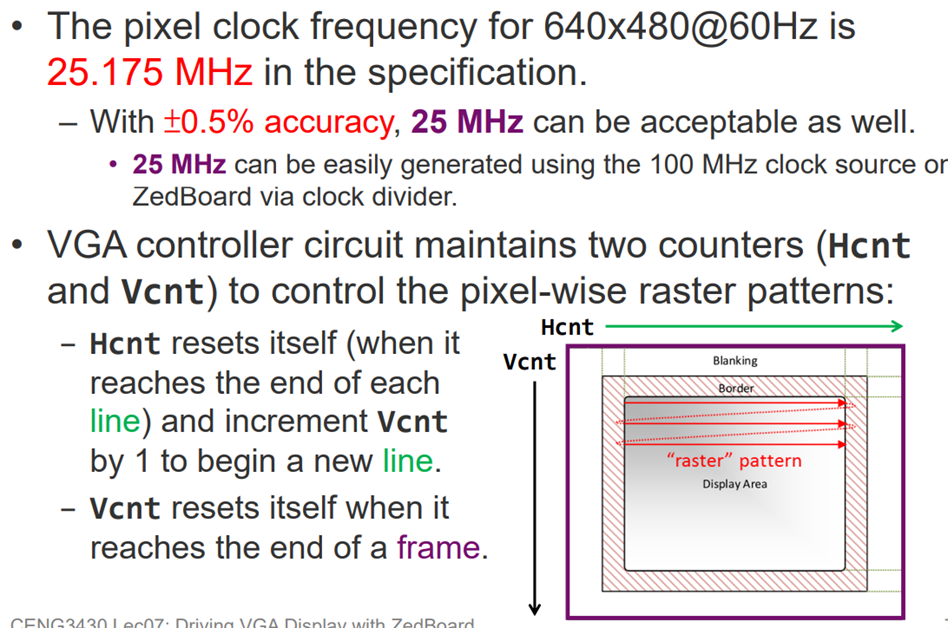 • The pixel clock frequency for 640x480@60Hz is
25.175 MHz in the specification.
– With ±0.5% accuracy, 25 MHz can be acceptable as well.
• 25 MHz can be easily generated using the 100 MHz clock source
ZedBoard via clock divider.
• VGA controller circuit maintains two counters (Hcnt
and Vcnt) to control the pixel-wise raster patterns:
– Hcnt resets itself (when it
reaches the end of each
line) and increment Vcnt
by 1 to begin a new line.
– Vcnt resets itself when it
reaches the end of a frame.
Hcnt
Vcnt
Blanking
Border
“raster” pattern
Display Area
CENG3430 Lec07: Driving VGA Display with ZedBoard